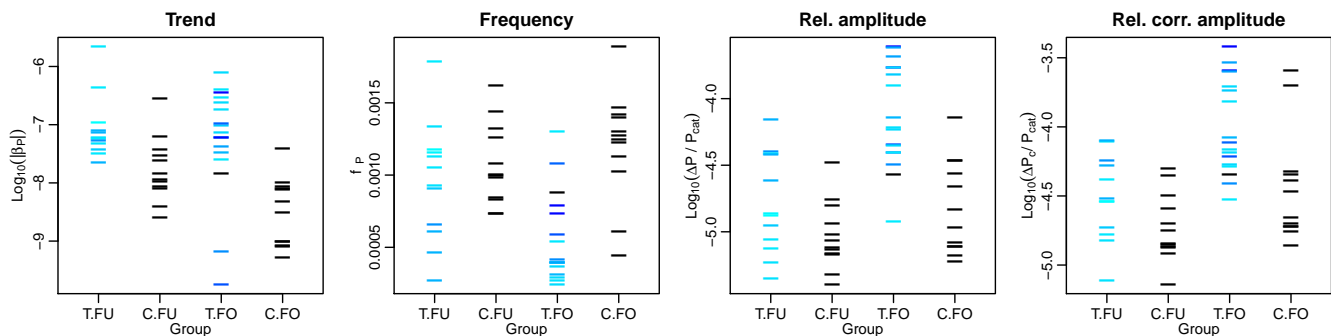 Trend
Log10(|βP|)
-6
-7
-8
-9
T.FU C.FU T.FO C.FO
Group
Frequency
f P
0.0015
0.0010
0.0005
T.FU C.FU T.FO C.FO
Group
Rel. amplitude
Log10(ΔP / Pcat)
-4.0
-4.5
-5.0
T.FU C.FU T.FO C.FO
Group
Rel. corr. amplitude
Log10(ΔPc/ Pcat)
-3.5
-4.0
-4.5
-5.0
T.FU C.FU T.FO C.FO
Group